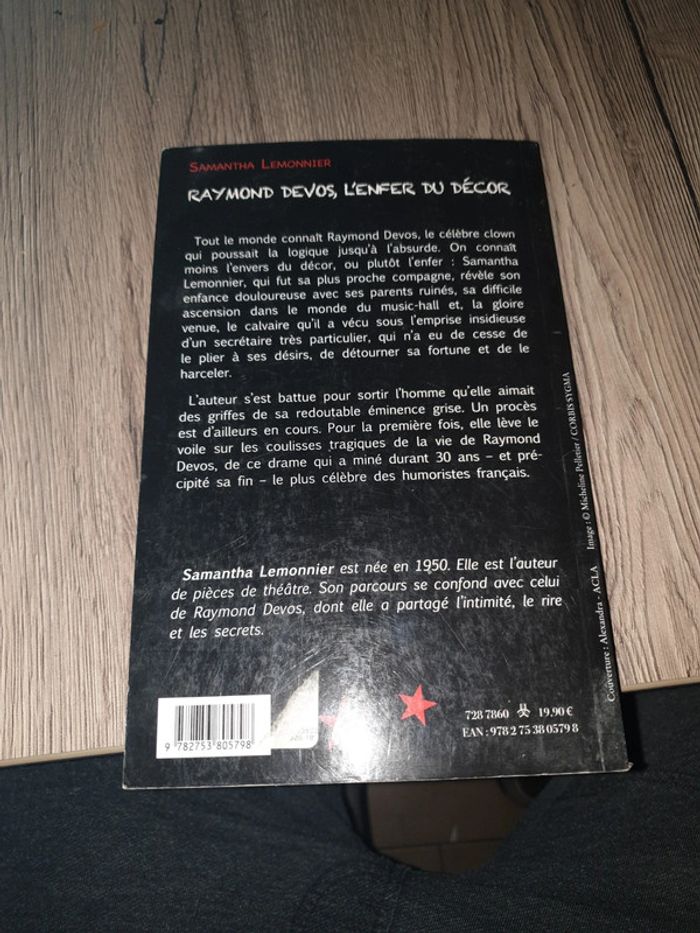 SAMANTHA LEMONNIER
RAYMOND DEVOS, L'ENFER DU DÉCOR
Tout le monde connaît Raymond Devos, le célèbre clown
qui poussait la logique jusqu'à l'absurde. On connaît
moins l'envers du décor, ou plutôt l'enfer : Samantha
Lemonnier, qui fut sa plus proche compagne, révèle son
enfance douloureuse avec ses parents ruinés, sa difficile
ascension dans le monde du music-hall et, la gloire
venue, le calvaire qu'il a vécu sous l'emprise insidieuse
d'un secrétaire très particulier, qui n'a eu de cesse de
le plier à ses désirs, de détourner sa fortune et de le
harceler.
L'auteur s'est battue pour sortir l'homme qu'elle aimait
des griffes de sa redoutable éminence grise. Un procès
est d'ailleurs en cours. Pour la première fois, elle lève le
voile sur les coulisses tragiques de la vie de Raymond
Devos, de ce drame qui a miné durant 30 ans – et pré-
cipité sa fin – le plus célèbre des humoristes français.
Samantha Lemonnier est née en 1950. Elle est l'auteur
de pièces de théâtre. Son parcours se confond avec celui
de Raymond Devos, dont elle a partagé l'intimité, le rire
et les secrets.
Couverture : Alexandra - ACLA Image : © Micheline Pelletier / CORBIS SYGMA
9 782753 805798
728 7860 19,90 €
EAN : 978 2 75 38 0579 8